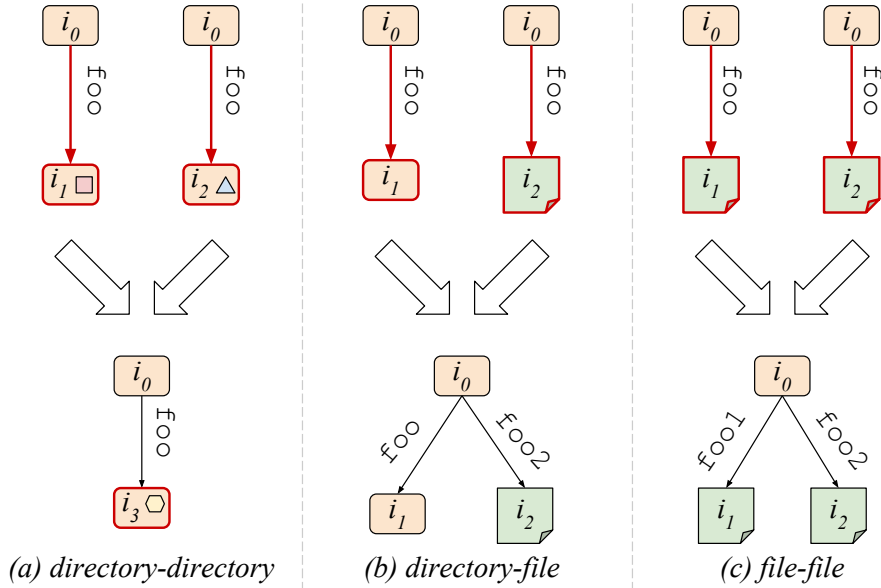 i0 i0 i0 i0 i0 i0
foo foo foo foo foo foo
i1 i2 i1 i2 i1 i2
i0 i0 i0
foo foo foo2 foo1 foo2
i3 i1 i2 i1 i2
(a) directory-directory (b) directory-file (c) file-file